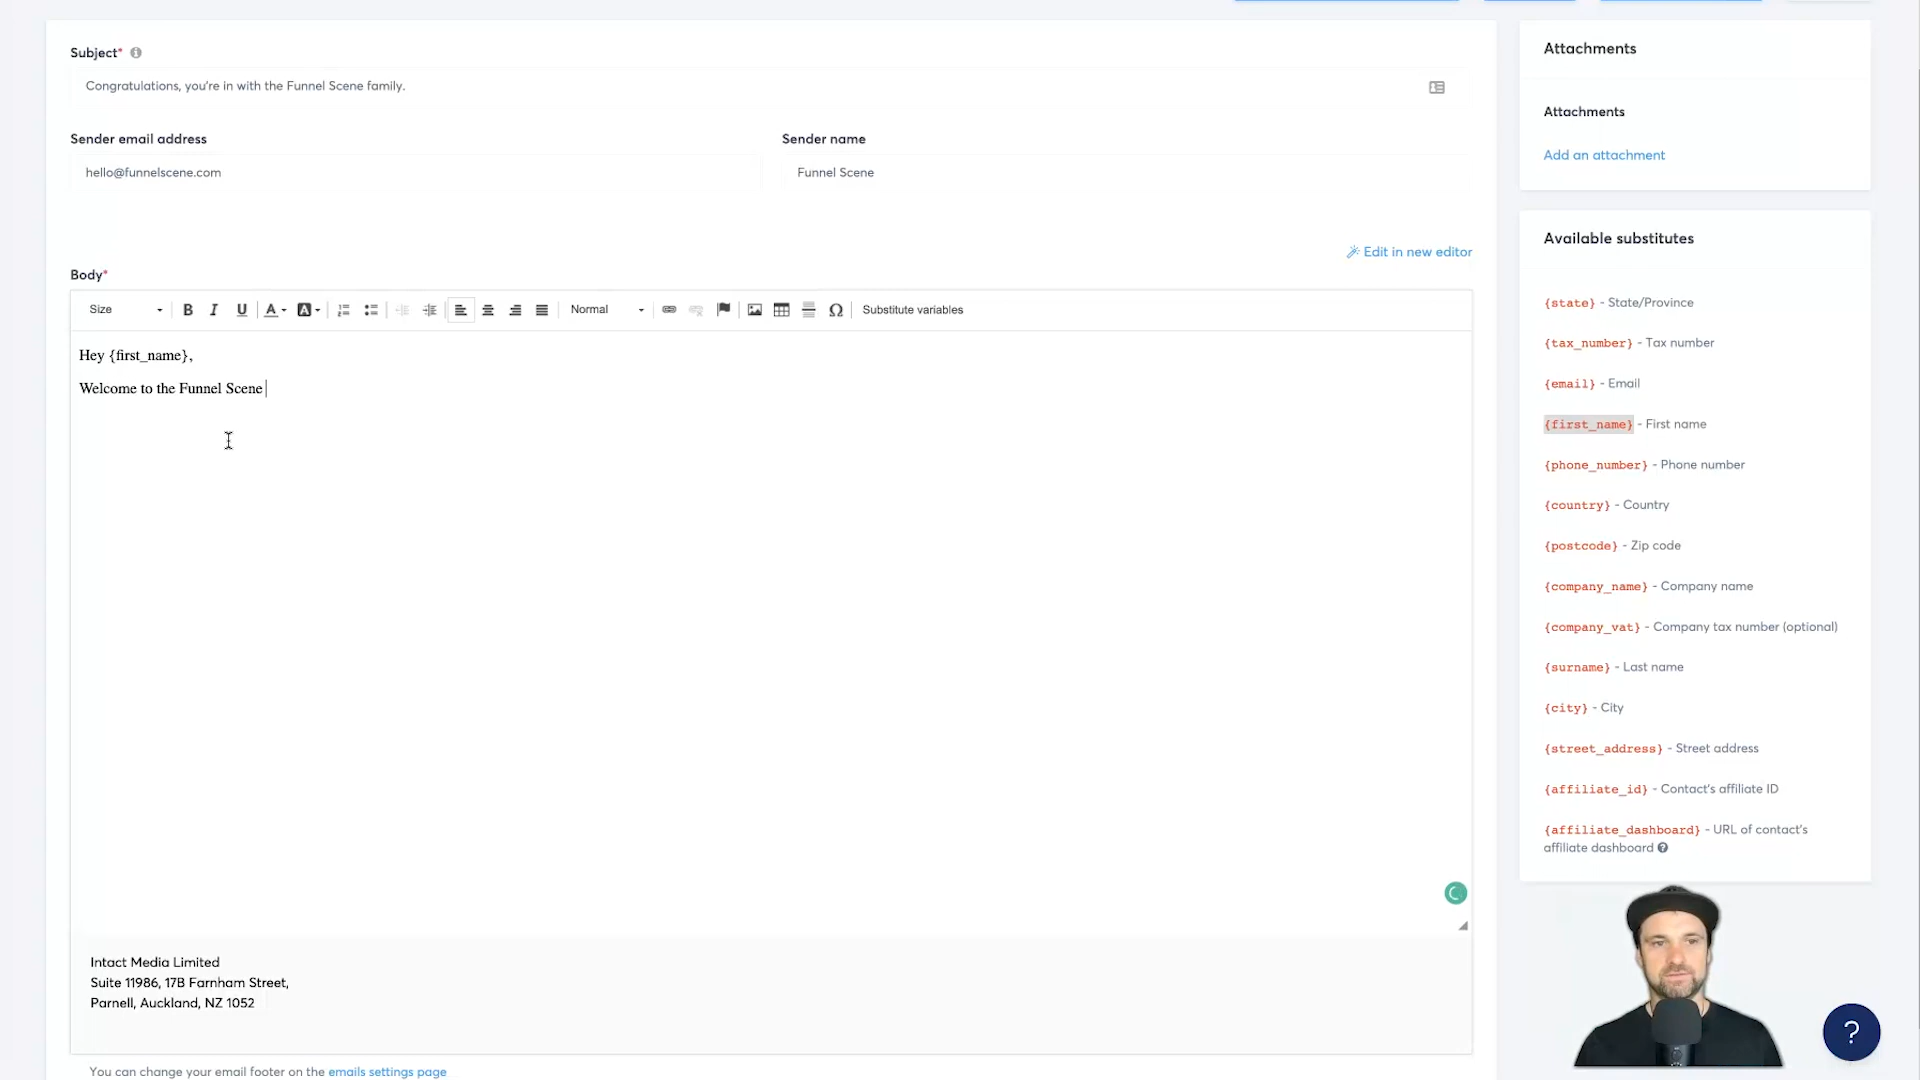 Subject*
Congratulations, you're in with the Funnel Scene family.
Sender email address
Sender name
hello@funnelscene.com
Funnel Scene
Edit in new editor
Body*
Size
B I U A A
Normal
Ω
Substitute variables
Hey {first_name},
Welcome to the Funnel Scene
Intact Media Limited
Suite 11986, 17B Farnham Street,
Parnell, Auckland, NZ 1052
You can change your email footer on the emails settings page
Attachments
Attachments
Add an attachment
Available substitutes
{state} - State/Province
{tax_number} - Tax number
{email} - Email
{first_name} - First name
{phone_number} - Phone number
{country} - Country
{postcode} - Zip code
{company_name} - Company name
{company_vat} - Company tax number (optional)
{surname} - Last name
{city} - City
{street_address} - Street address
{affiliate_id} - Contact's affiliate ID
{affiliate_dashboard} - URL of contact's
affiliate dashboard ?
?